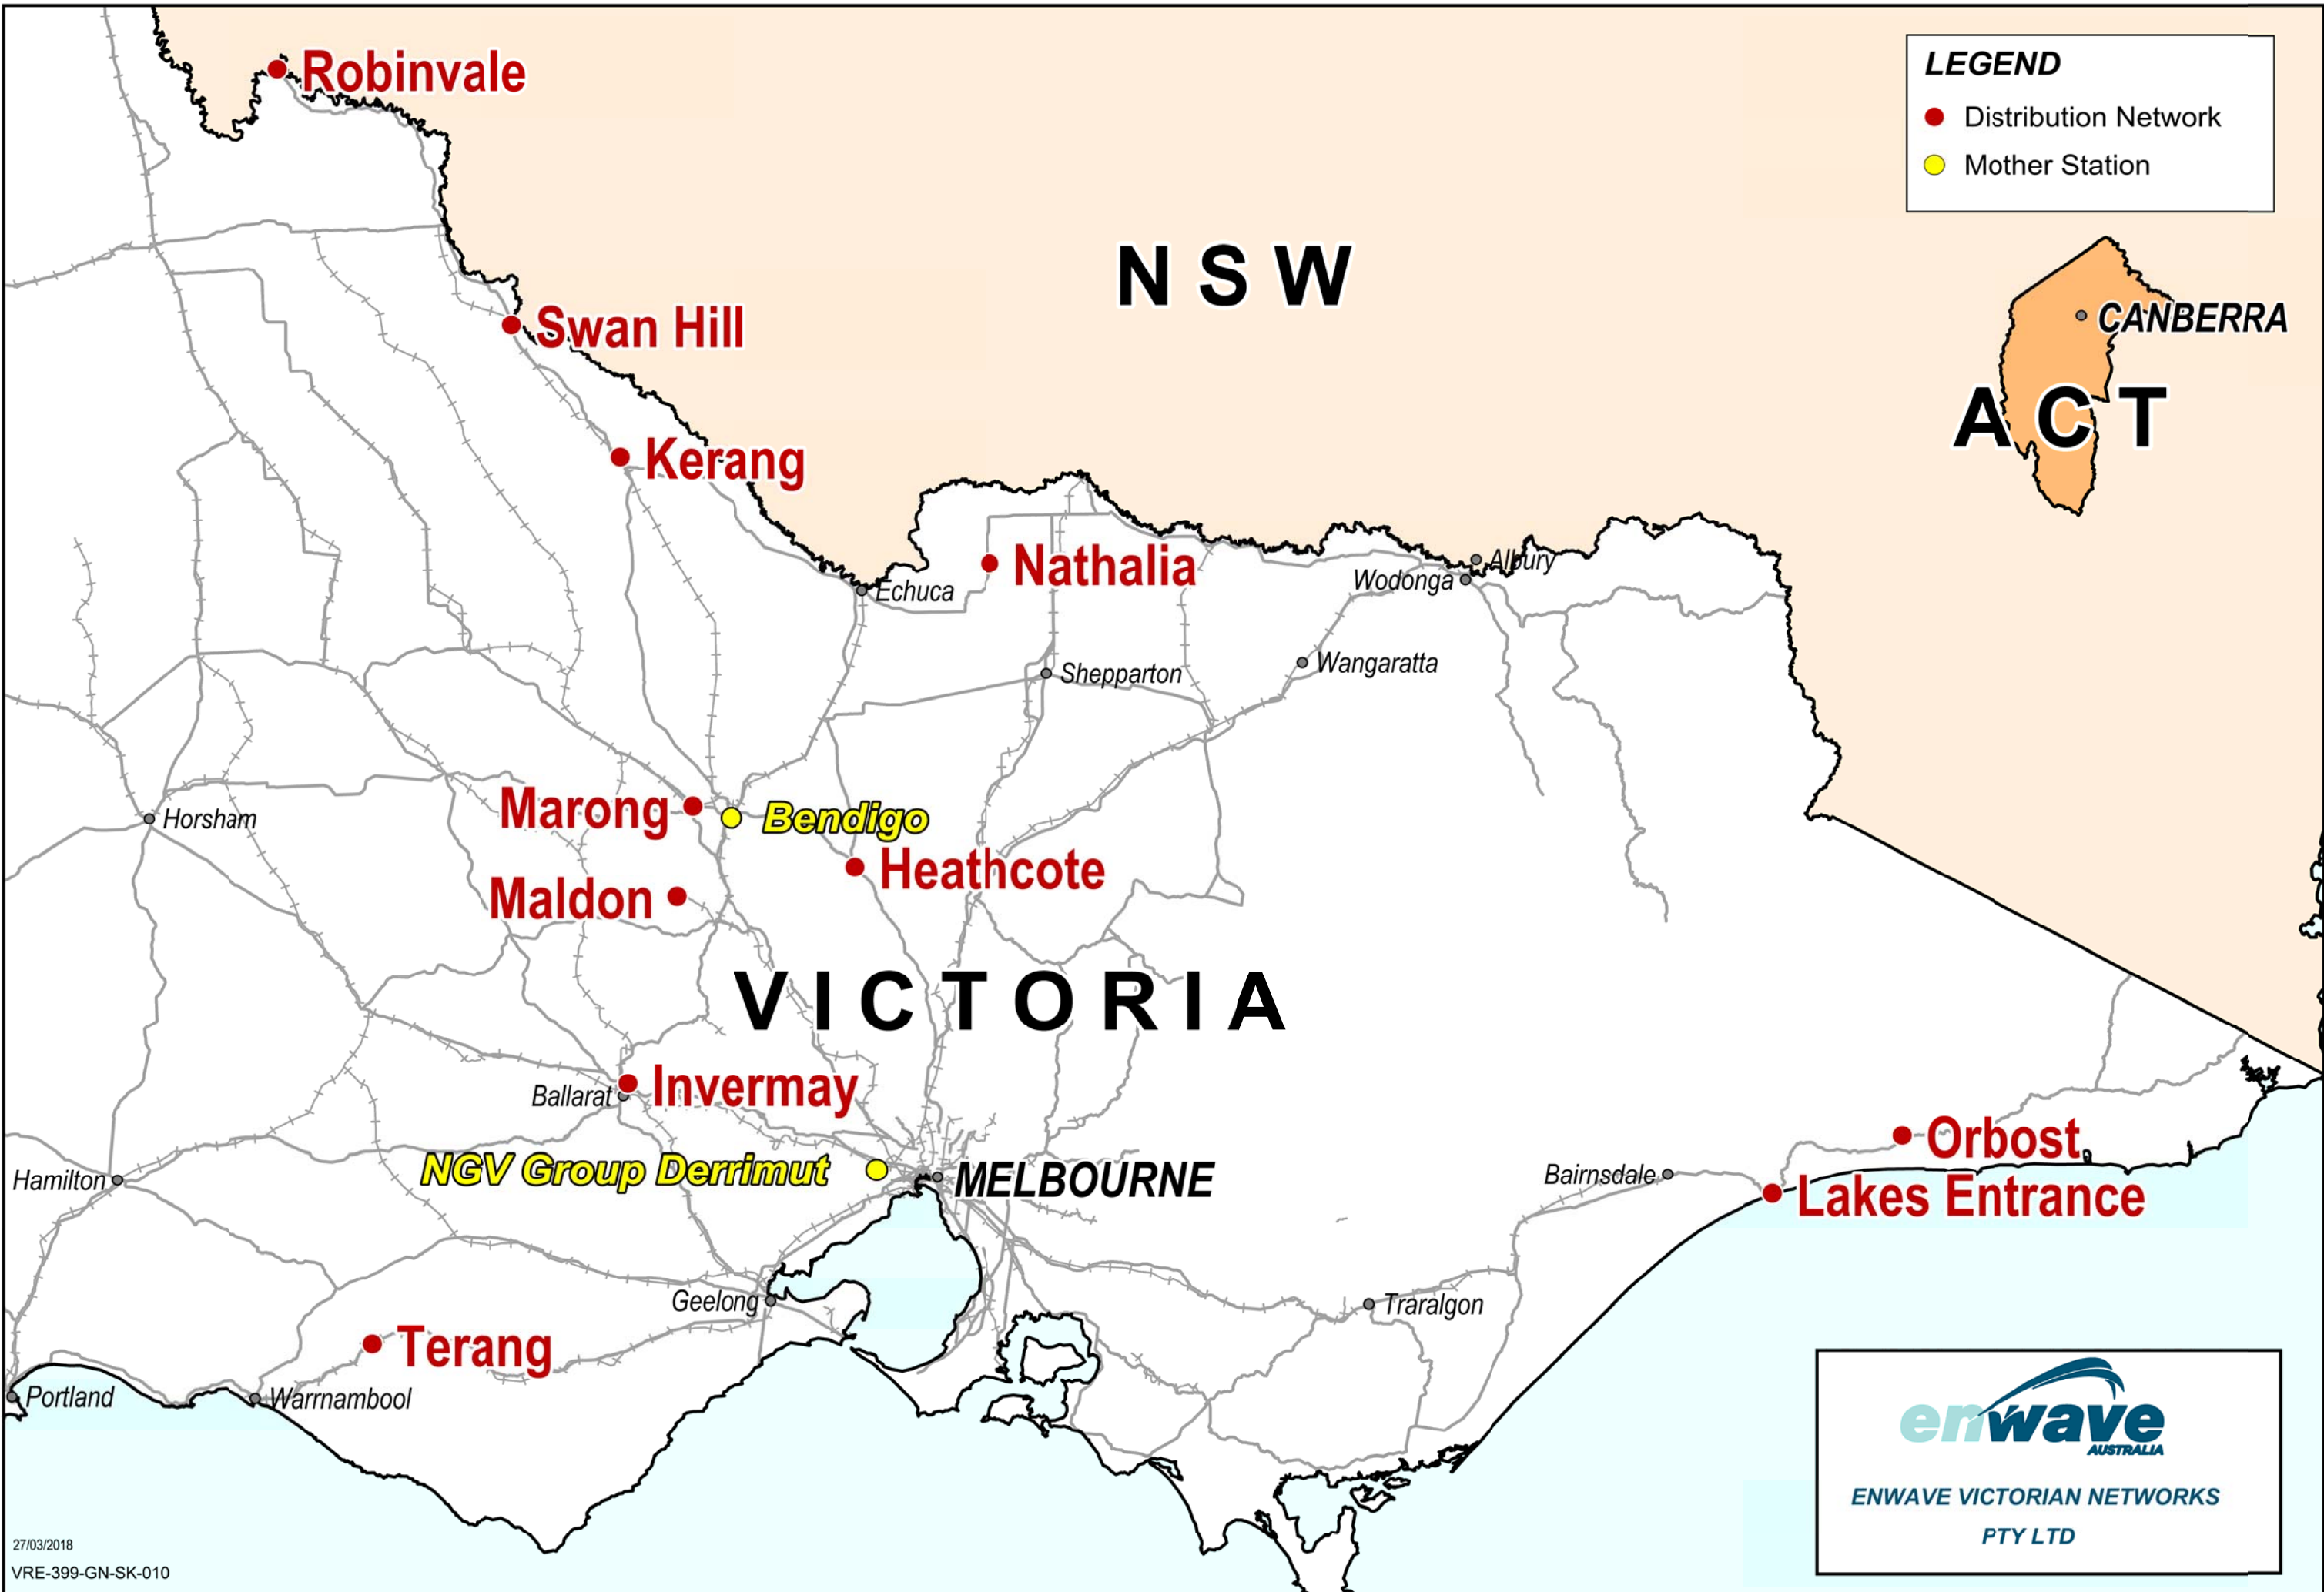 Robinvale
LEGEND
Distribution Network
Mother Station
NSW
CANBERRA
ACT
Swan Hill
Kerang
Nathalia
Echuca
Albury
Wodonga
Shepparton
Wangaratta
Marong
Bendigo
Horsham
Heathcote
Maldon
VICTORIA
Invermay
Ballarat
NGV Group Derrimut
MELBOURNE
Hamilton
Orbost
Bairnsdale
Lakes Entrance
Geelong
Traralgon
Terang
Portland
Warrnambool
enwave
AUSTRALIA
ENWAVE VICTORIAN NETWORKS
PTY LTD
27/03/2018
VRE-399-GN-SK-010